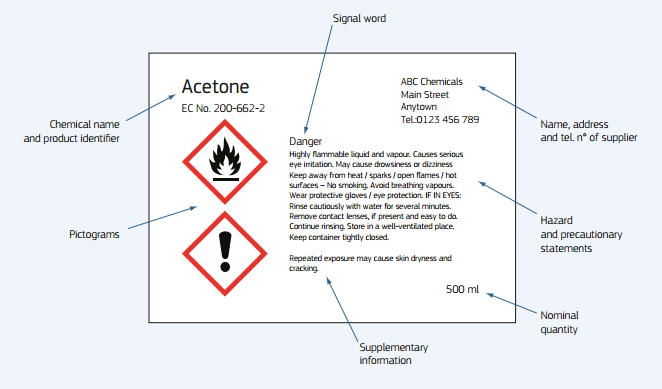 Signal word
Acetone
EC No. 200-662-2
ABC Chemicals
Main Street
Anytown
Tel:0123 456 789
Chemical name
and product identifier
Name, address
and tel. n° of supplier
Danger
Highly flammable liquid and vapour. Causes serious
eye irritation. May cause drowsiness or dizziness
Keep away from heat / sparks / open flames / hot
surfaces – No smoking. Avoid breathing vapours.
Wear protective gloves / eye protection. IF IN EYES:
Rinse cautiously with water for several minutes.
Remove contact lenses, if present and easy to do.
Continue rinsing. Store in a well-ventilated place.
Keep container tightly closed.
Pictograms
Hazard
and precautionary
statements
Repeated exposure may cause skin dryness and
cracking.
500 ml
Nominal
quantity
Supplementary
information